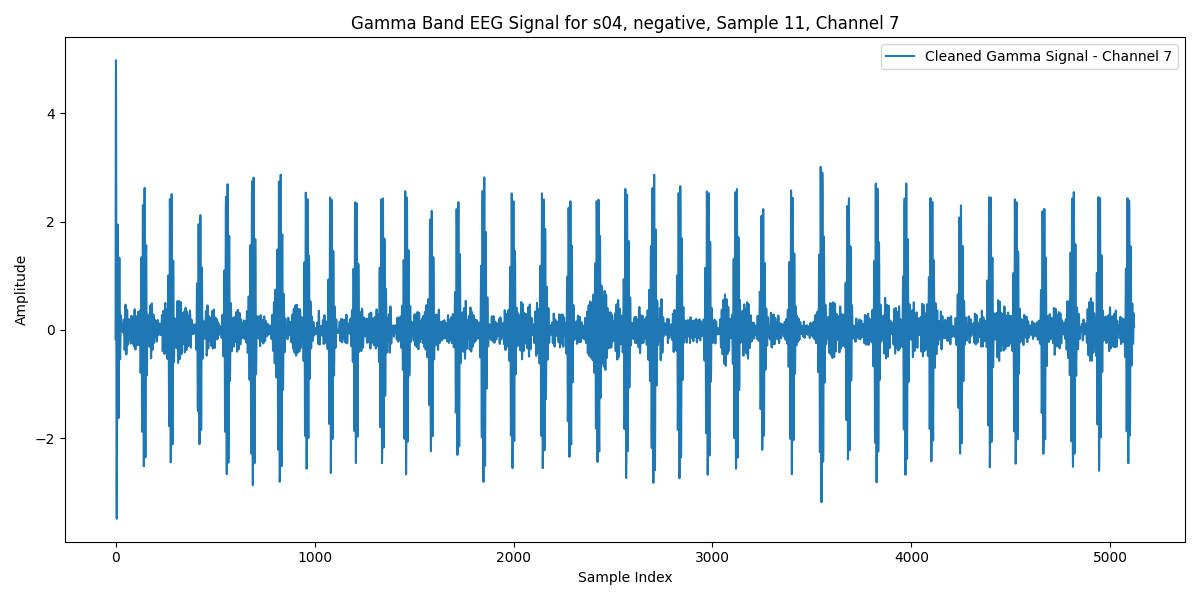 Gamma Band EEG Signal for s04, negative, Sample 11, Channel 7
Cleaned Gamma Signal - Channel 7
Amplitude
4
2
0
−2
0 1000 2000 3000 4000 5000
Sample Index